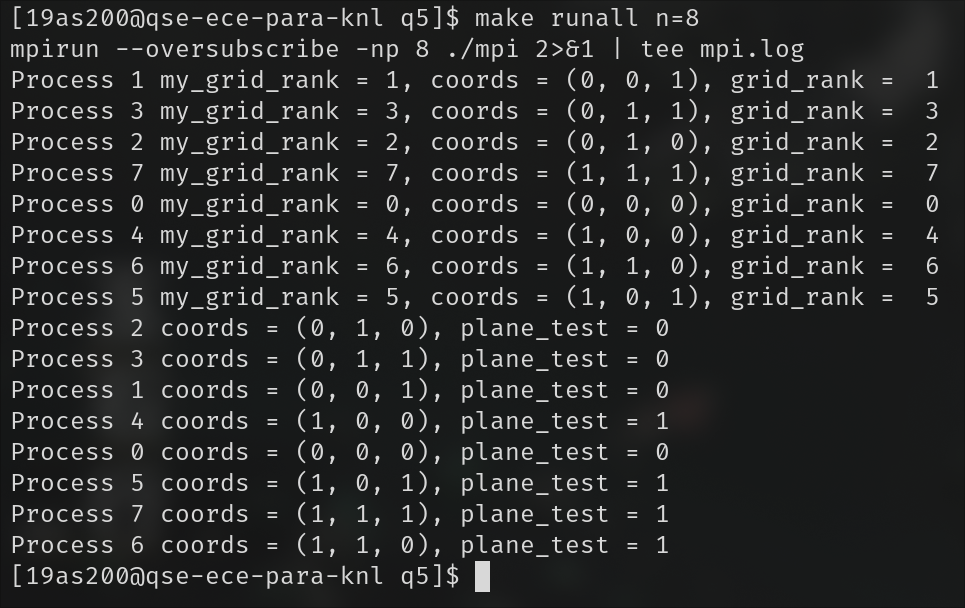 [19as200@qse-ece-para-knl q5]$ make runall n=8
mpirun --oversubscribe -np 8 ./mpi 2>&1 | tee mpi.log
Process 1 my_grid_rank = 1, coords = (0, 0, 1), grid_rank =  1
Process 3 my_grid_rank = 3, coords = (0, 1, 1), grid_rank =  3
Process 2 my_grid_rank = 2, coords = (0, 1, 0), grid_rank =  2
Process 7 my_grid_rank = 7, coords = (1, 1, 1), grid_rank =  7
Process 0 my_grid_rank = 0, coords = (0, 0, 0), grid_rank =  0
Process 4 my_grid_rank = 4, coords = (1, 0, 0), grid_rank =  4
Process 6 my_grid_rank = 6, coords = (1, 1, 0), grid_rank =  6
Process 5 my_grid_rank = 5, coords = (1, 0, 1), grid_rank =  5
Process 2 coords = (0, 1, 0), plane_test = 0
Process 3 coords = (0, 1, 1), plane_test = 0
Process 1 coords = (0, 0, 1), plane_test = 0
Process 4 coords = (1, 0, 0), plane_test = 1
Process 0 coords = (0, 0, 0), plane_test = 0
Process 5 coords = (1, 0, 1), plane_test = 1
Process 7 coords = (1, 1, 1), plane_test = 1
Process 6 coords = (1, 1, 0), plane_test = 1
[19as200@qse-ece-para-knl q5]$